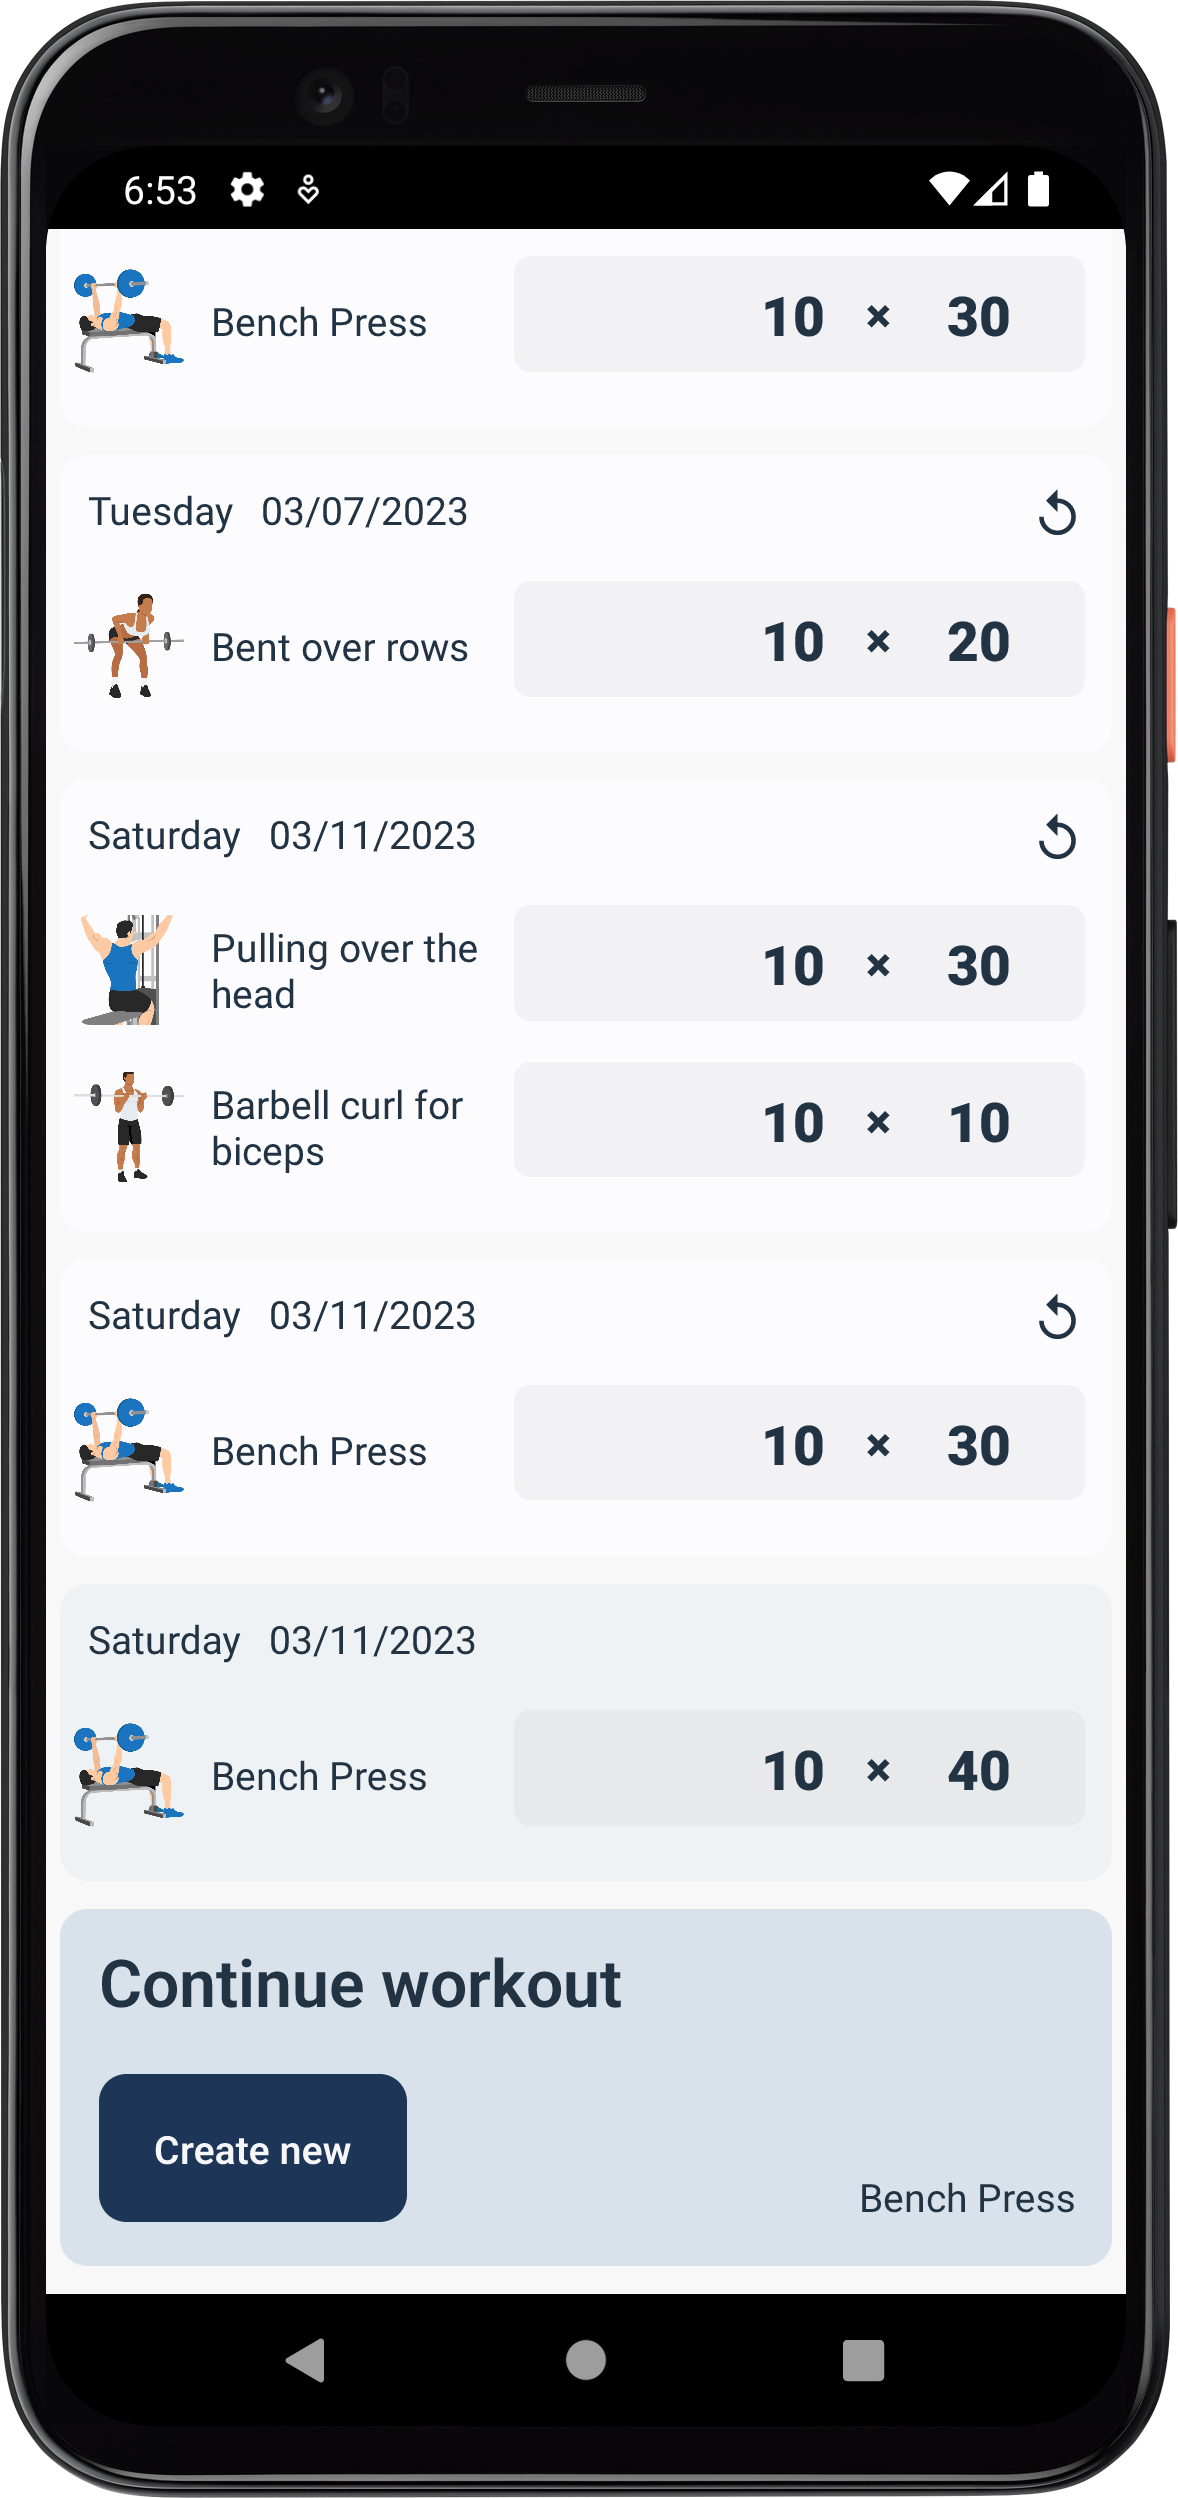 6:53
Bench Press 10 × 30
Tuesday 03/07/2023
Bent over rows 10 × 20
Saturday 03/11/2023
Pulling over the
head
10 × 30
Barbell curl for
biceps
10 × 10
Saturday 03/11/2023
Bench Press 10 × 30
Saturday 03/11/2023
Bench Press 10 × 40
Continue workout
Create new
Bench Press